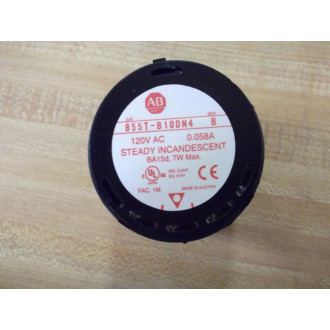 AB
CAT SER
855T-B10DN4 B
120V AC 0.058A
STEADY INCANDESCENT
BA15d, 7W Max.
FAC. 1M
MADE IN AUSTRIA
CE